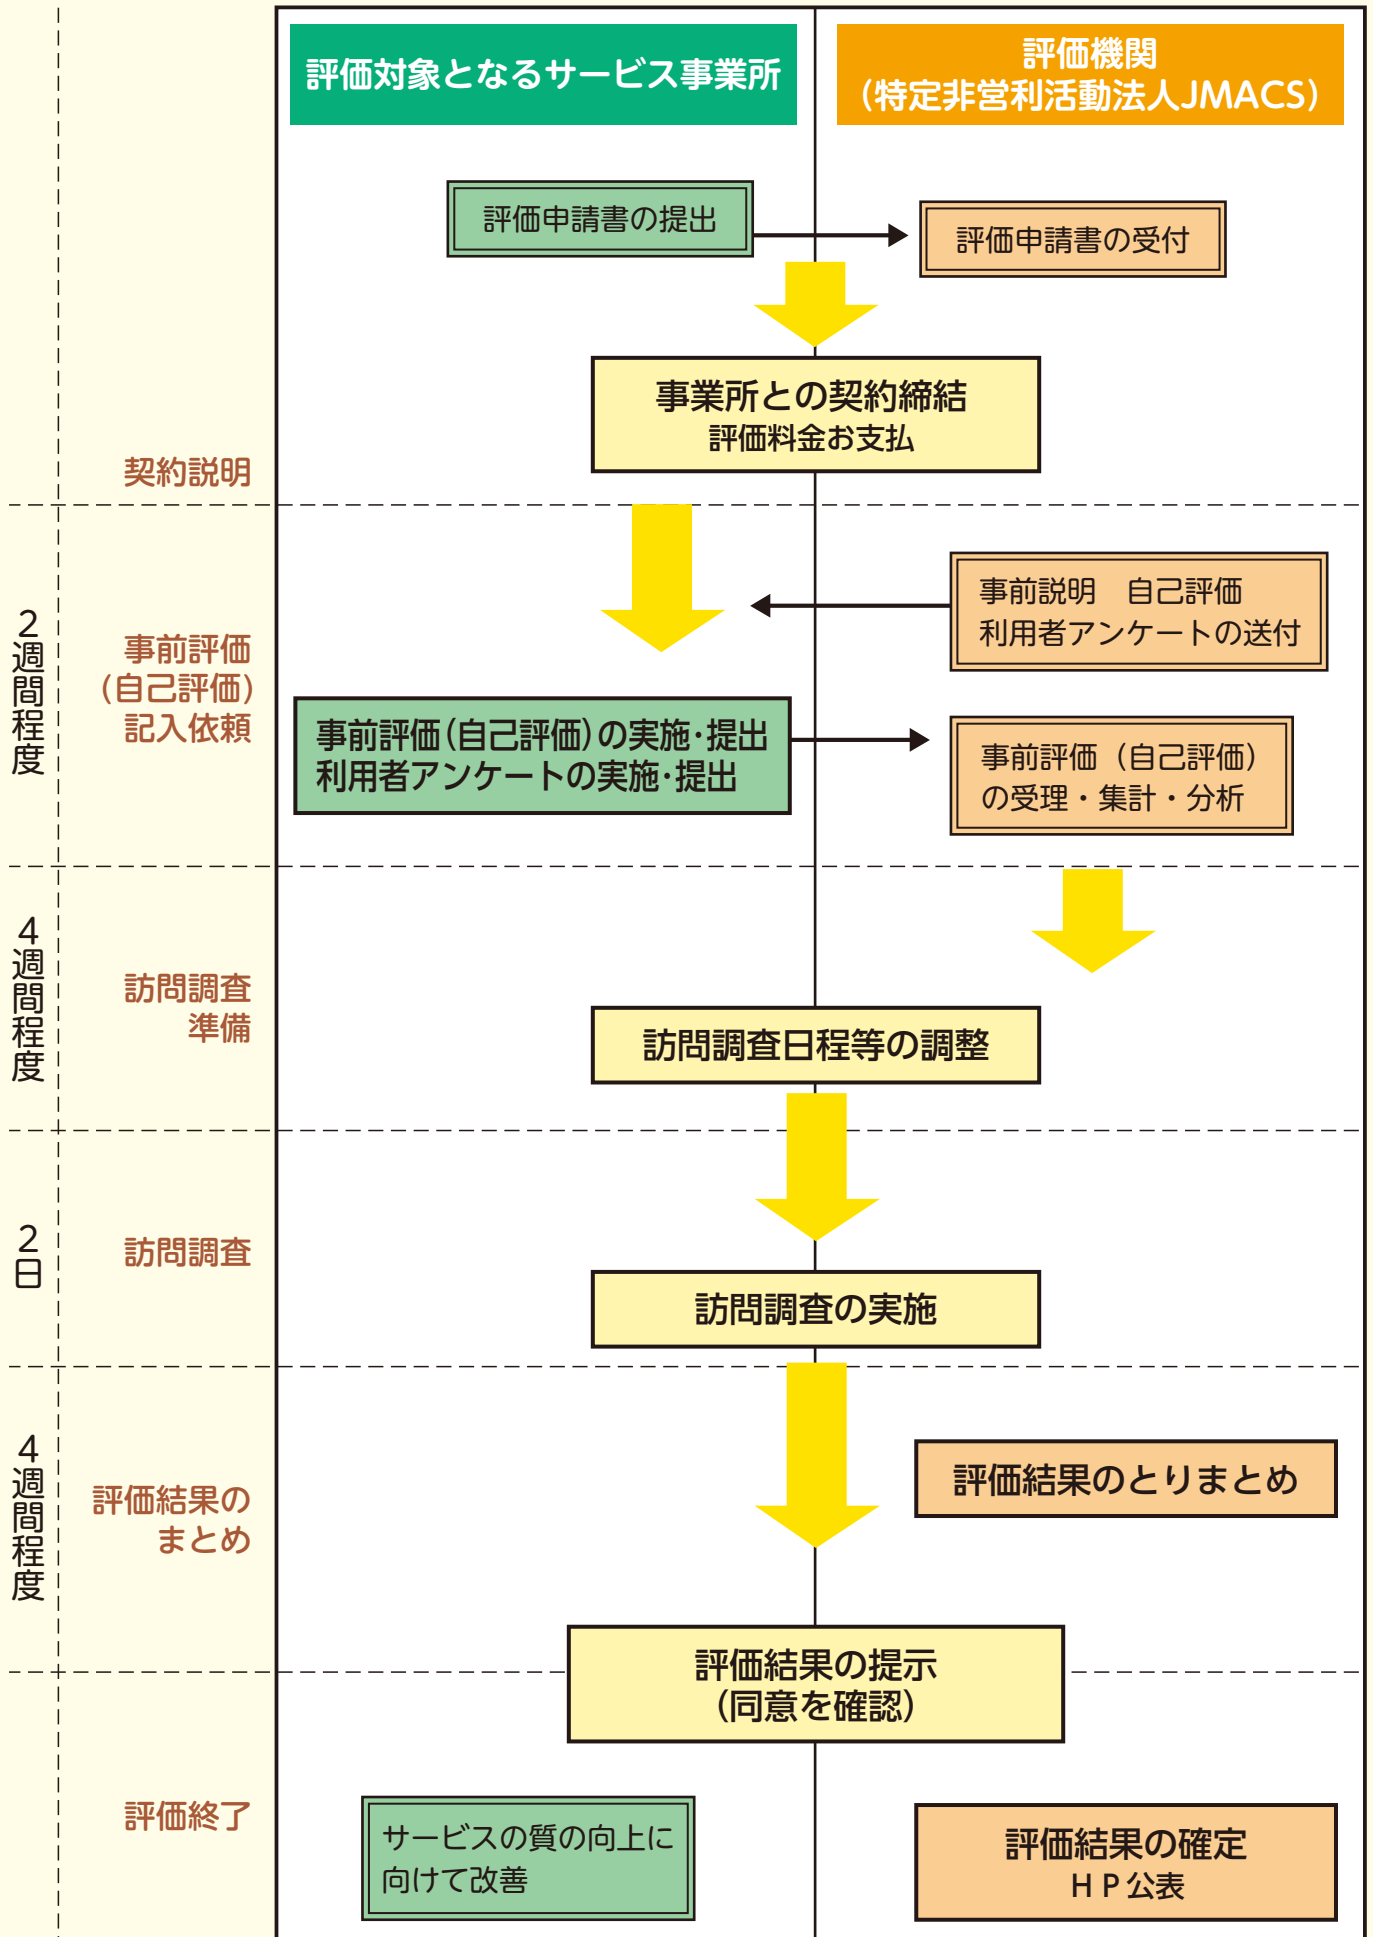 評価対象となるサービス事業所
評価機関
（特定非営利活動法人JMACS）
評価申請書の提出
評価申請書の受付
事業所との契約締結
評価料金お支払
契約説明
2週間程度
事前評価
（自己評価）
記入依頼
事前説明　自己評価
利用者アンケートの送付
事前評価（自己評価）の実施・提出
利用者アンケートの実施・提出
事前評価（自己評価）
の受理・集計・分析
4週間程度
訪問調査
準備
訪問調査日程等の調整
2日
訪問調査
訪問調査の実施
4週間程度
評価結果の
まとめ
評価結果のとりまとめ
評価結果の提示
（同意を確認）
評価終了
サービスの質の向上に
向けて改善
評価結果の確定
ＨＰ公表